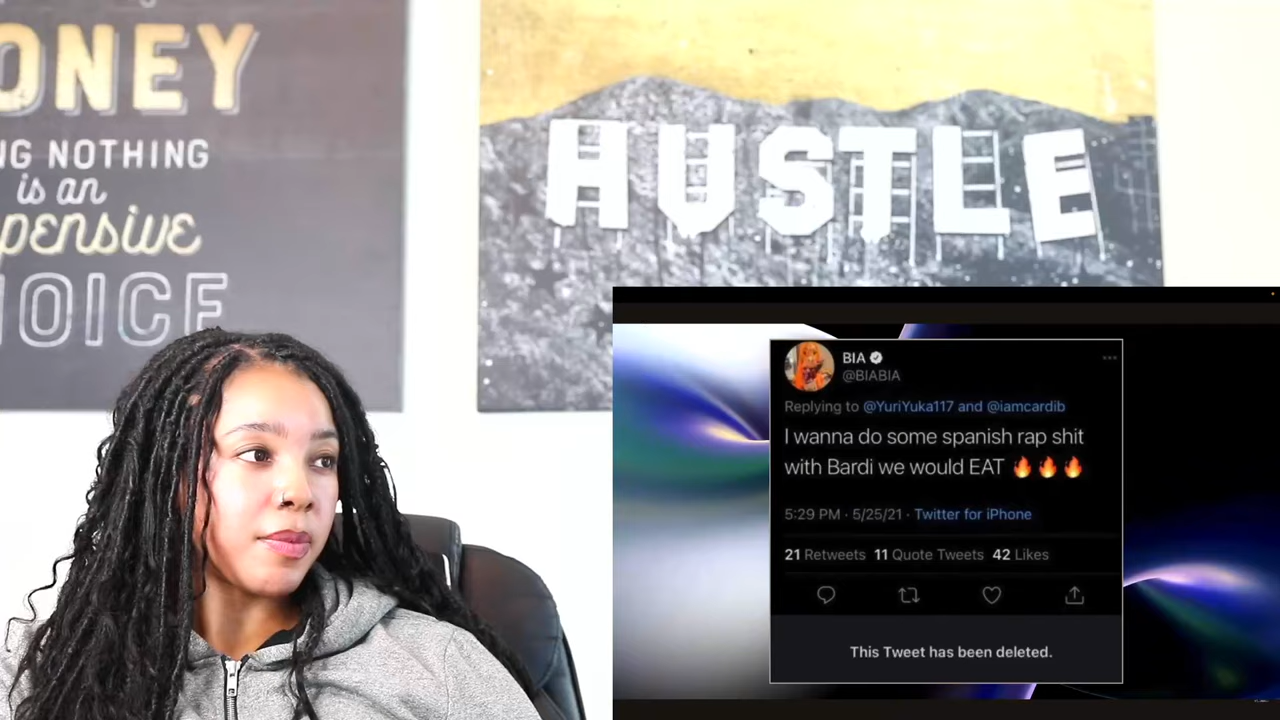 ONEY
NG NOTHING
is an
pensive
HOICE
HUSTLE
BIA
@BIABIA
Replying to @YuriYuka117 and @iamcardib
I wanna do some spanish rap shit
with Bardi we would EAT 🔥🔥🔥
5:29 PM · 5/25/21 · Twitter for iPhone
21 Retweets 11 Quote Tweets 42 Likes
This Tweet has been deleted.